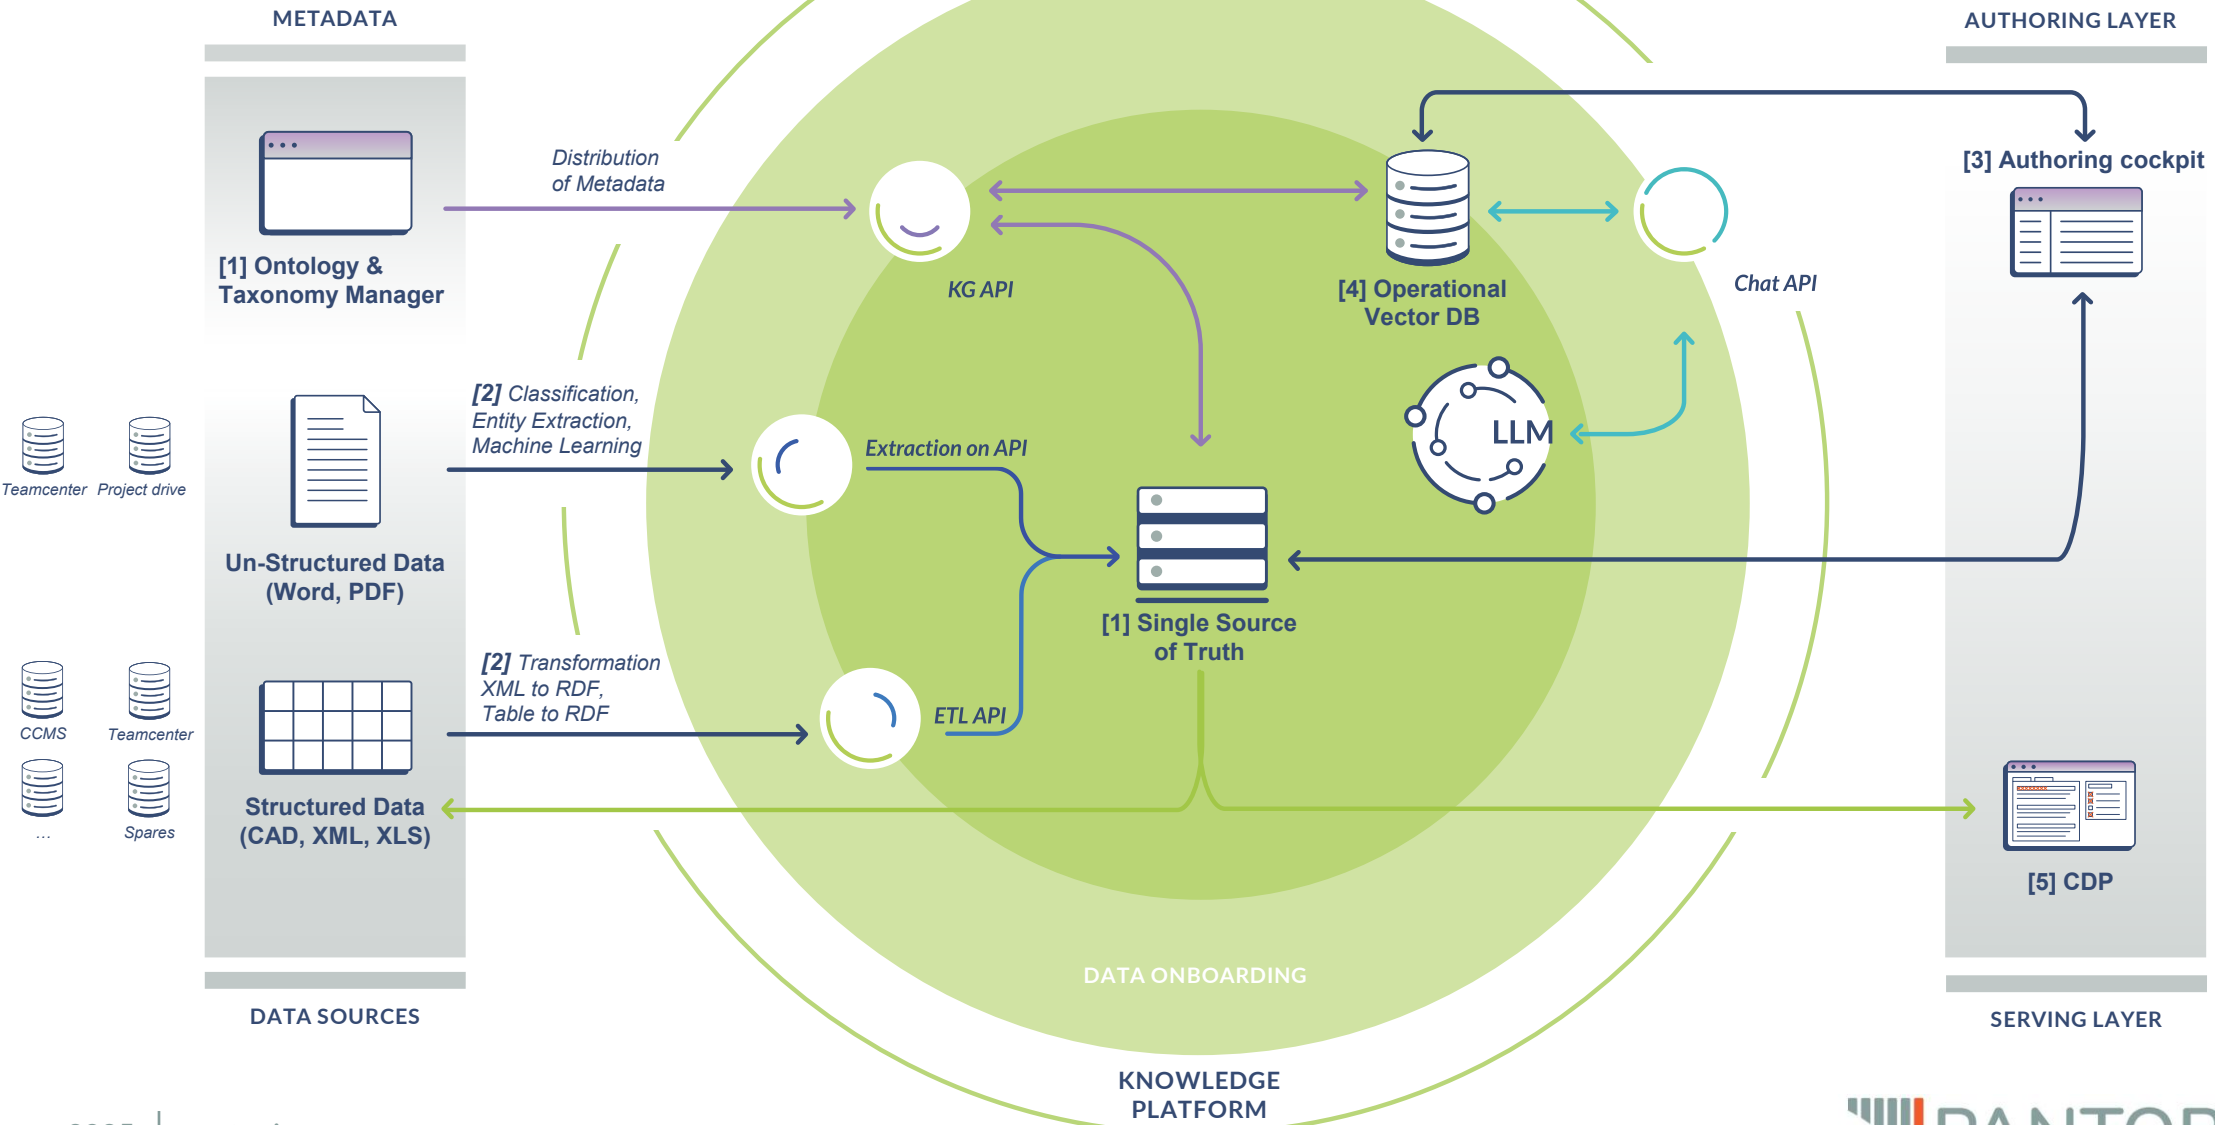 METADATA
AUTHORING LAYER
Distribution
of Metadata
[3] Authoring cockpit
[1] Ontology &
Taxonomy Manager
KG API
[4] Operational
Vector DB
Chat API
[2] Classification,
Entity Extraction,
Machine Learning
Extraction on API
LLM
Teamcenter
Project drive
Un-Structured Data
(Word, PDF)
[1] Single Source
of Truth
[2] Transformation
XML to RDF,
Table to RDF
ETL API
CCMS
Teamcenter
Structured Data
(CAD, XML, XLS)
...
Spares
[5] CDP
DATA ONBOARDING
DATA SOURCES
SERVING LAYER
KNOWLEDGE
PLATFORM